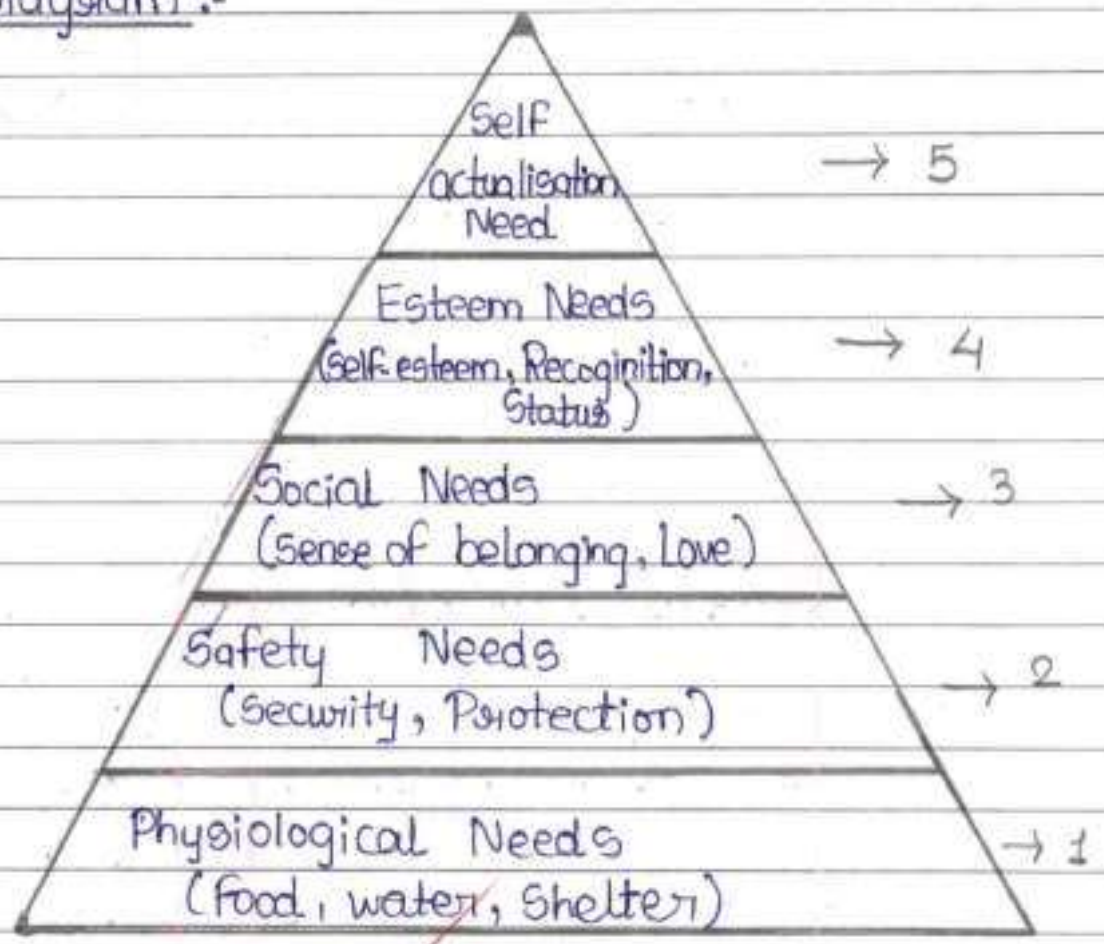 Diagram :-
Self
actualisation
Need
→ 5
Esteem Needs
(Self-esteem, Recoginition,
Status)
→ 4
Social Needs
(Sense of belonging, Love)
→ 3
Safety Needs
(Security, Protection)
→ 2
Physiological Needs
(Food, water, Shelter)
→ 1